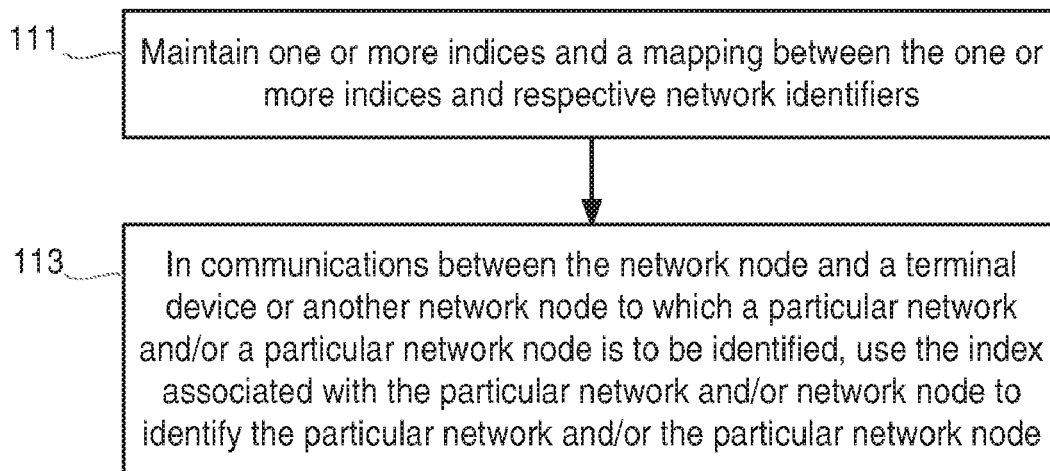 111
Maintain one or more indices and a mapping between the one or
more indices and respective network identifiers
113
In communications between the network node and a terminal
device or another network node to which a particular network
and/or a particular network node is to be identified, use the index
associated with the particular network and/or network node to
identify the particular network and/or the particular network node